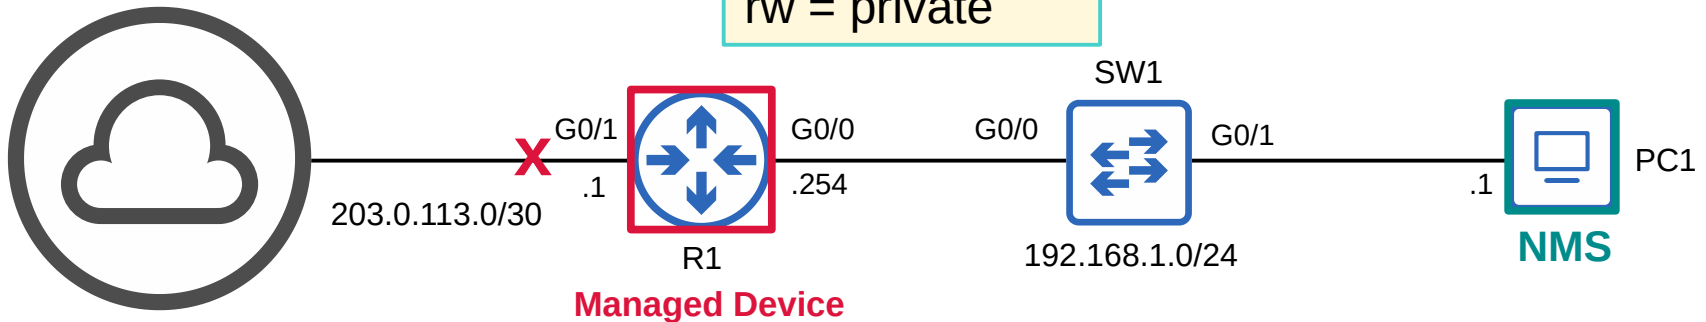 rw = private
SW1
G0/1
G0/0
G0/0
G0/1
X
PC1
.1
.254
.1
203.0.113.0/30
R1
192.168.1.0/24
NMS
Managed Device